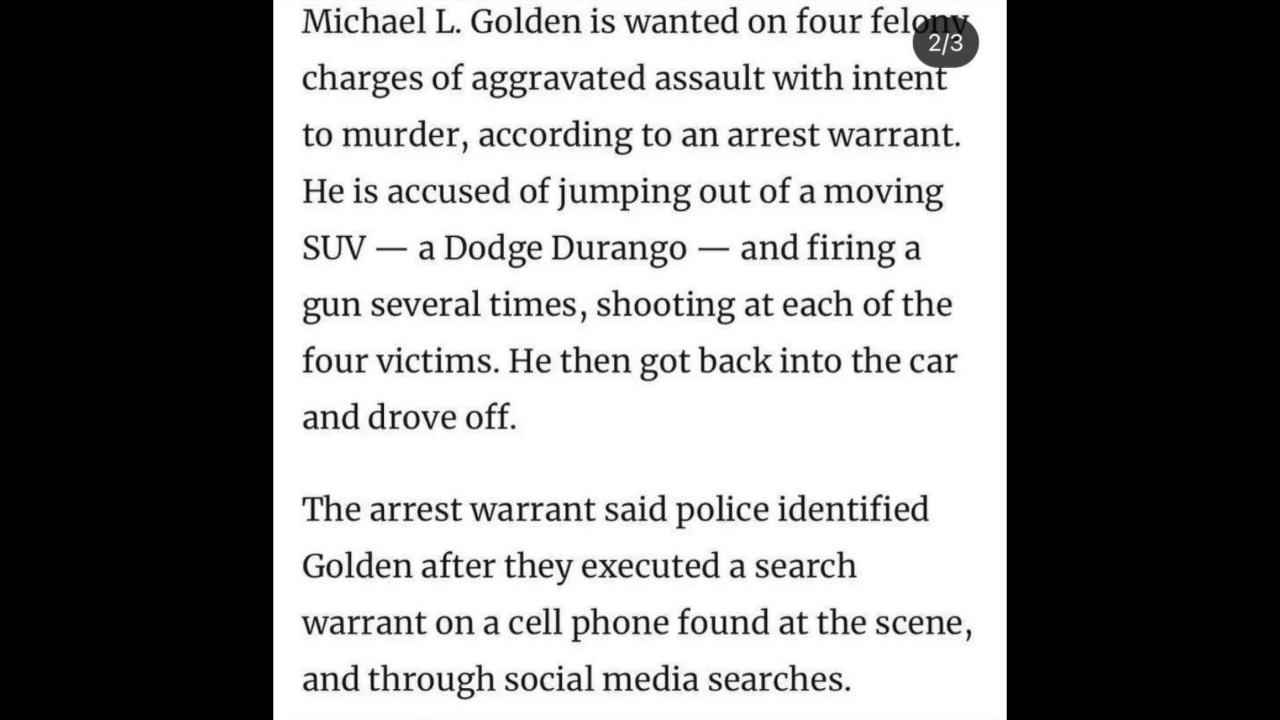 Michael L. Golden is wanted on four felony
2/3
charges of aggravated assault with intent
to murder, according to an arrest warrant.
He is accused of jumping out of a moving
SUV — a Dodge Durango — and firing a
gun several times, shooting at each of the
four victims. He then got back into the car
and drove off.
The arrest warrant said police identified
Golden after they executed a search
warrant on a cell phone found at the scene,
and through social media searches.